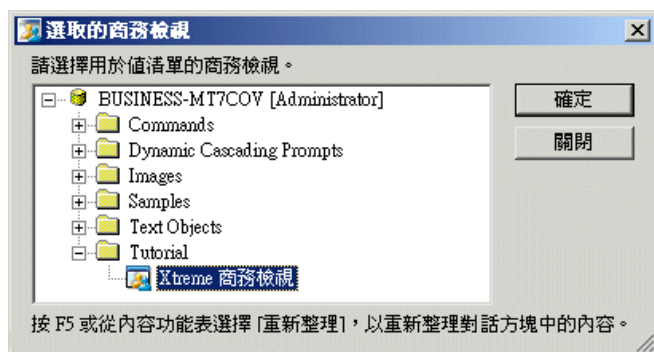 選取的商務檢視
請選擇用於值清單的商務檢視。
BUSINESS-MT7COV [Administrator]
確定
Commands
Dynamic Cascading Prompts
關閉
Images
Samples
Text Objects
Tutorial
Xtreme 商務檢視
按 F5 或從內容功能表選擇 [重新整理]，以重新整理對話方塊中的內容。